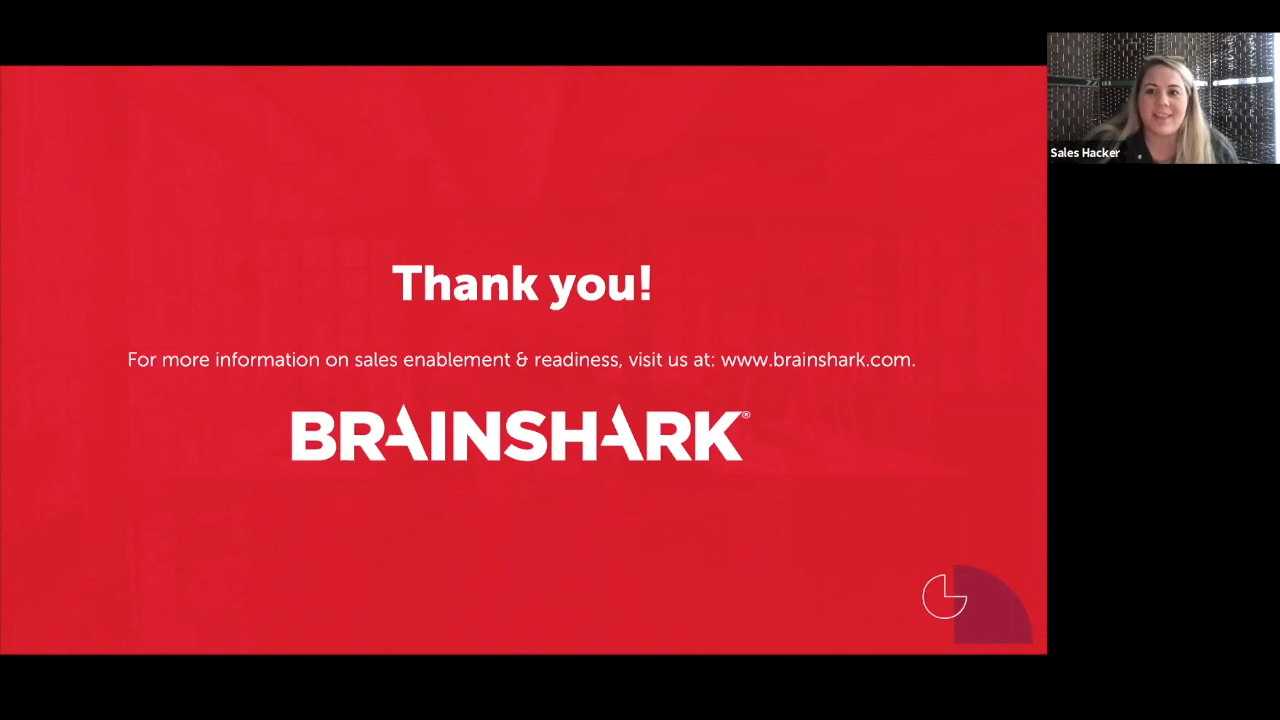 Thank you!
For more information on sales enablement & readiness, visit us at: www.brainshark.com.
BRAINSHARK®
Sales Hacker